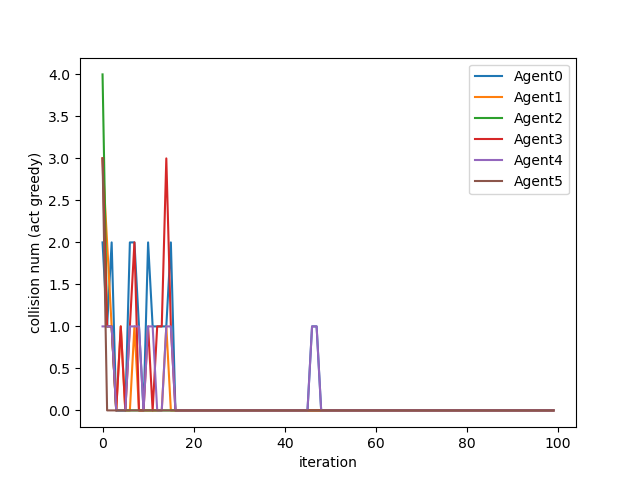 collision num (act greedy)
4.0
3.5
3.0
2.5
2.0
1.5
1.0
0.5
0.0
Agent0
Agent1
Agent2
Agent3
Agent4
Agent5
0 20 40 60 80 100
iteration